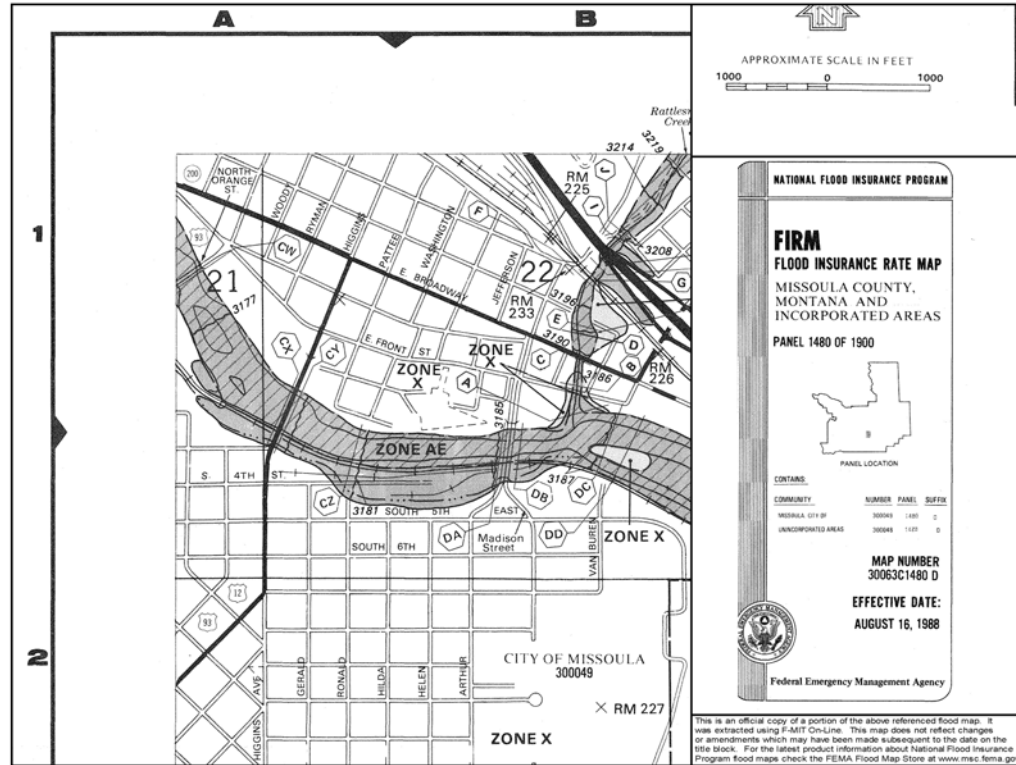 A
B
1
2
N
APPROXIMATE SCALE IN FEET
1000 0 1000
Creek
3214
3219
200
NORTH
ORANGE
ST.
WOODY
RYMAN
HIGGINS
PATTEE
WASHINGTON
JEFFERSON
E. BROADWAY
RM
225
J
I
F
3208
93
CW
21
3177
22
3196
G
RM
233
E
3190
C
D
B
RM
226
3186
CX
CY
E. FRONT ST
ZONE
X
ZONE
X
A
3185
ZONE AE
S. 4TH ST.
CZ
3181
SOUTH 5TH
EAST
3187
DB
DC
DA
Madison
Street
DD
VAN BUREN
ZONE X
SOUTH 6TH
12
93
HIGGINS AVE
GERALD
RONALD
HILDA
HELEN
ARTHUR
CITY OF MISSOULA
300049
RM 227
ZONE X
NATIONAL FLOOD INSURANCE PROGRAM
FIRM
FLOOD INSURANCE RATE MAP
MISSOULA COUNTY,
MONTANA AND
INCORPORATED AREAS
PANEL 1480 OF 1900
PANEL LOCATION
CONTAINS:
COMMUNITY NUMBER PANEL SUFFIX
MISSOULA, CITY OF 300049 1480 D
UNINCORPORATED AREAS 300048 1480 D
MAP NUMBER
30063C1480 D
EFFECTIVE DATE:
AUGUST 16, 1988
Federal Emergency Management Agency
This is an official copy of a portion of the above referenced flood map. It
was extracted using F-MIT On-Line. This map does not reflect changes
or amendments which may have been made subsequent to the date on the
title block. For the latest product information about National Flood Insurance
Program flood maps check the FEMA Flood Map Store at www.msc.fema.gov